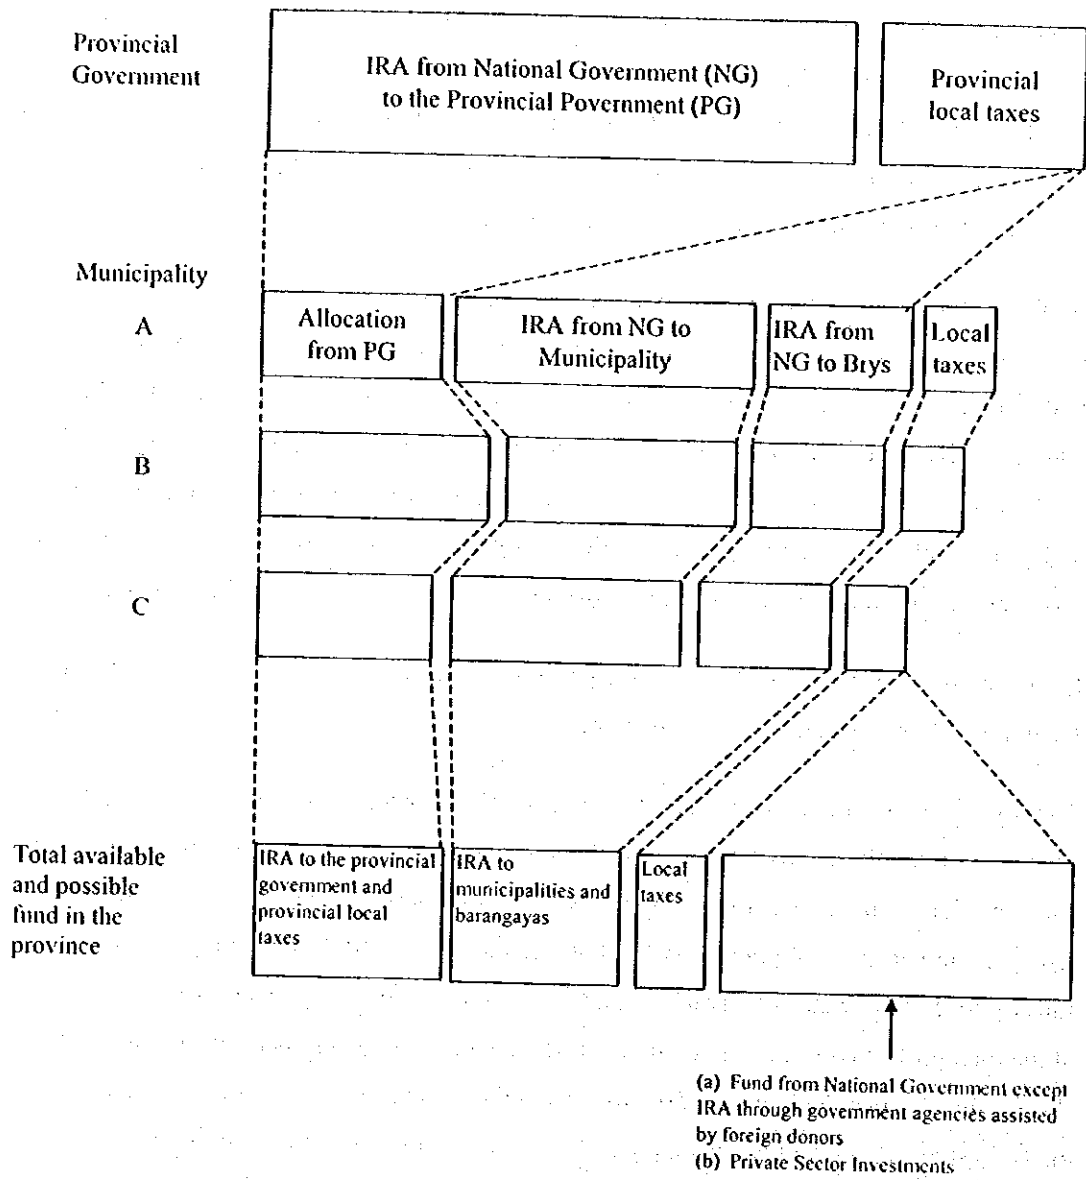 Provincial
Government
IRA from National Government (NG)
to the Provincial Povernment (PG)
Provincial
local taxes
Municipality
A
Allocation
from PG
IRA from NG to
Municipality
IRA from
NG to Brys
Local
taxes
B
C
Total available
and possible
fund in the
province
IRA to the provincial
government and
provincial local
taxes
IRA to
municipalities and
barangayas
Local
taxes
(a) Fund from National Government except
IRA through government agencies assisted
by foreign donors
(b) Private Sector Investments